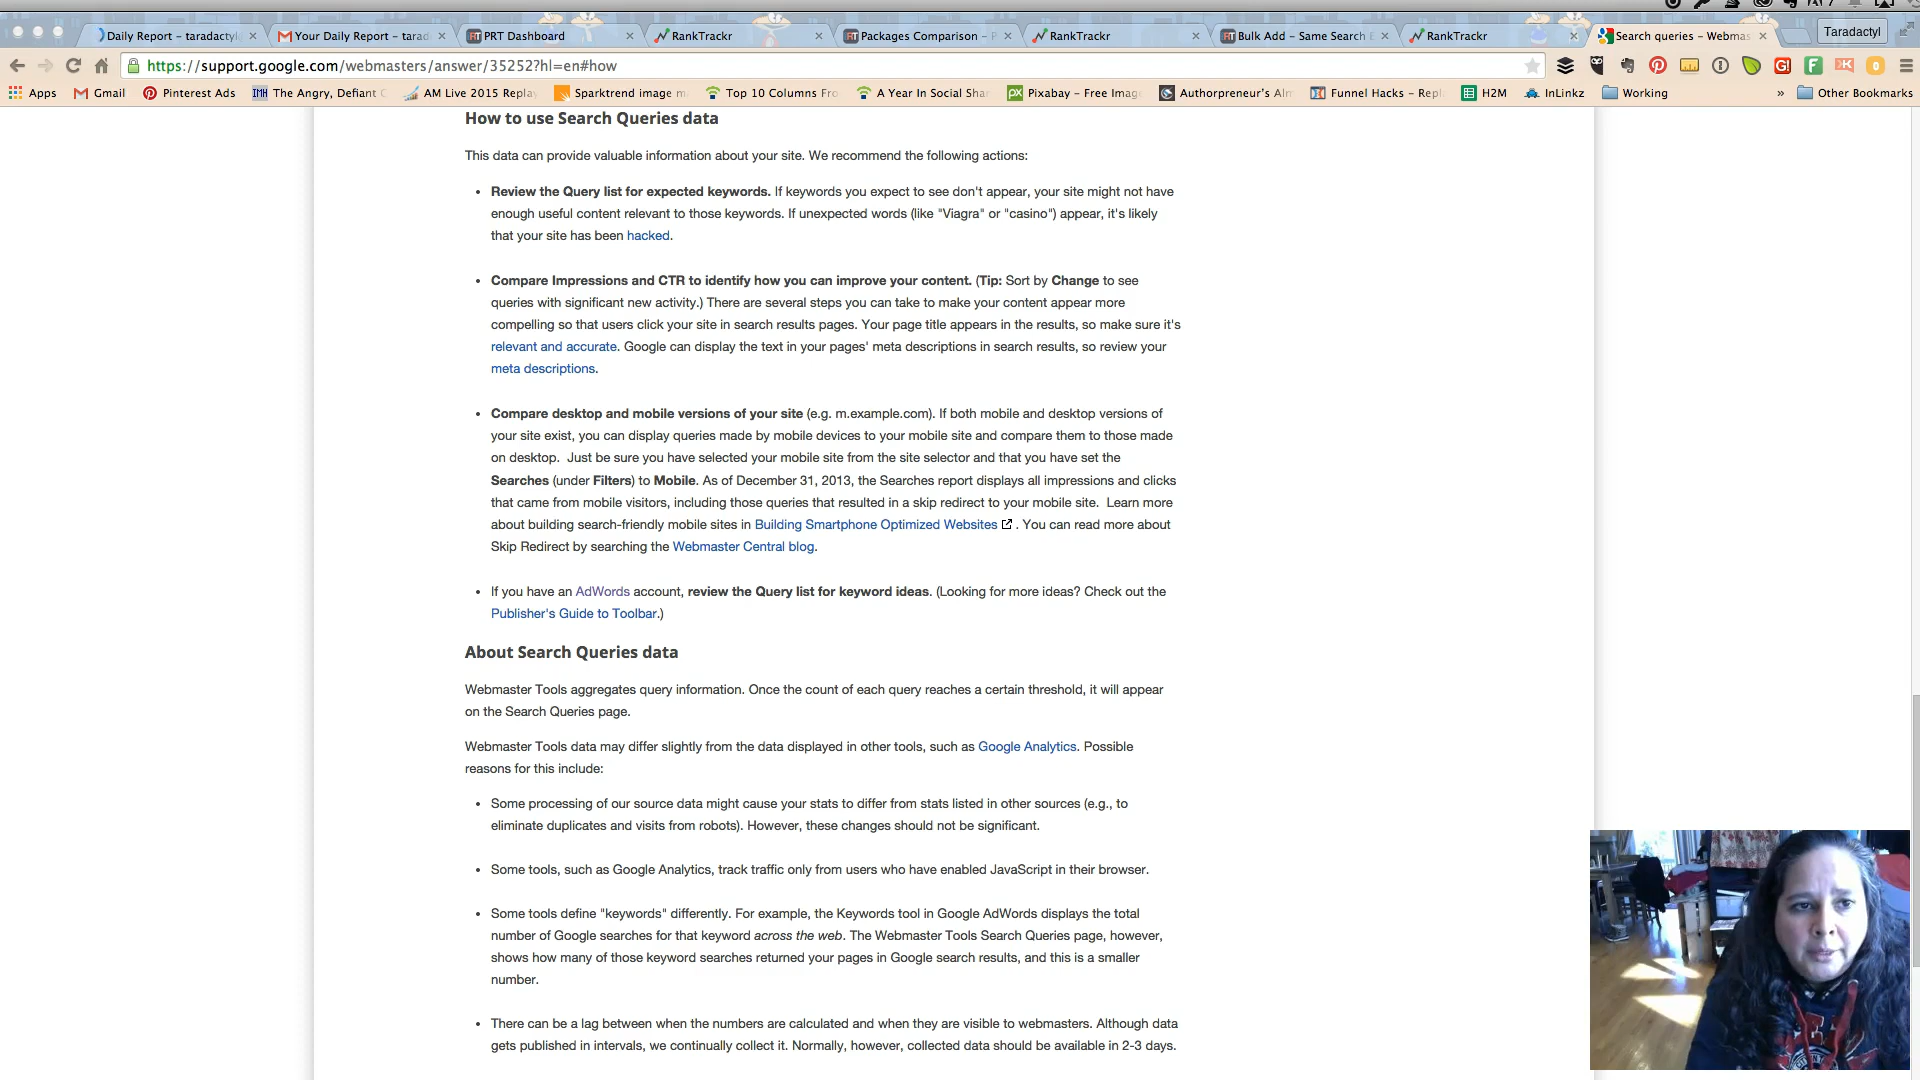 Daily Report – taradactyl
Your Daily Report – tarad
PRT Dashboard
RankTrackr
Packages Comparison – P
RankTrackr
Bulk Add – Same Search E
RankTrackr
Search queries – Webmas
Taradactyl
https://support.google.com/webmasters/answer/35252?hl=en#how
Apps
Gmail
Pinterest Ads
IMH The Angry, Defiant C
AM Live 2015 Replay
Sparktrend image m
Top 10 Columns Fro
A Year In Social Sha
px Pixabay – Free Imag
Authorpreneur's Alm
Funnel Hacks – Repl
H2M
InLinkz
Working
» Other Bookmarks
How to use Search Queries data
This data can provide valuable information about your site. We recommend the following actions:
• Review the Query list for expected keywords. If keywords you expect to see don't appear, your site might not have
enough useful content relevant to those keywords. If unexpected words (like "Viagra" or "casino") appear, it's likely
that your site has been hacked.
• Compare Impressions and CTR to identify how you can improve your content. (Tip: Sort by Change to see
queries with significant new activity.) There are several steps you can take to make your content appear more
compelling so that users click your site in search results pages. Your page title appears in the results, so make sure it's
relevant and accurate. Google can display the text in your pages' meta descriptions in search results, so review your
meta descriptions.
• Compare desktop and mobile versions of your site (e.g. m.example.com). If both mobile and desktop versions of
your site exist, you can display queries made by mobile devices to your mobile site and compare them to those made
on desktop. Just be sure you have selected your mobile site from the site selector and that you have set the
Searches (under Filters) to Mobile. As of December 31, 2013, the Searches report displays all impressions and clicks
that came from mobile visitors, including those queries that resulted in a skip redirect to your mobile site. Learn more
about building search-friendly mobile sites in Building Smartphone Optimized Websites . You can read more about
Skip Redirect by searching the Webmaster Central blog.
• If you have an AdWords account, review the Query list for keyword ideas. (Looking for more ideas? Check out the
Publisher's Guide to Toolbar.)
About Search Queries data
Webmaster Tools aggregates query information. Once the count of each query reaches a certain threshold, it will appear
on the Search Queries page.
Webmaster Tools data may differ slightly from the data displayed in other tools, such as Google Analytics. Possible
reasons for this include:
• Some processing of our source data might cause your stats to differ from stats listed in other sources (e.g., to
eliminate duplicates and visits from robots). However, these changes should not be significant.
• Some tools, such as Google Analytics, track traffic only from users who have enabled JavaScript in their browser.
• Some tools define "keywords" differently. For example, the Keywords tool in Google AdWords displays the total
number of Google searches for that keyword across the web. The Webmaster Tools Search Queries page, however,
shows how many of those keyword searches returned your pages in Google search results, and this is a smaller
number.
• There can be a lag between when the numbers are calculated and when they are visible to webmasters. Although data
gets published in intervals, we continually collect it. Normally, however, collected data should be available in 2-3 days.